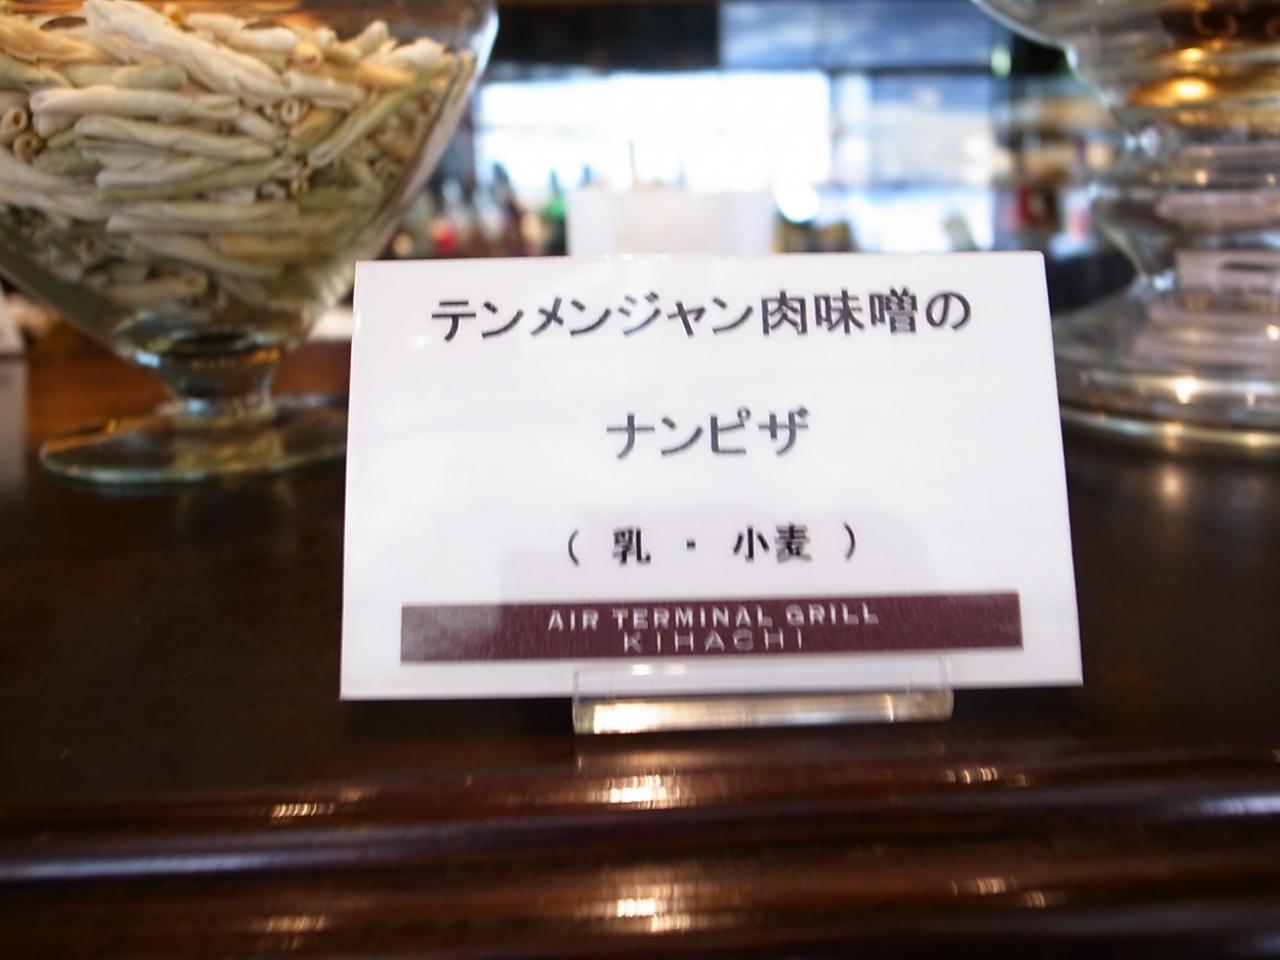 テンメンジャン肉味噌の
ナンピザ
( 乳 ・ 小麦 )
AIR TERMINAL GRILL
KIHACHI